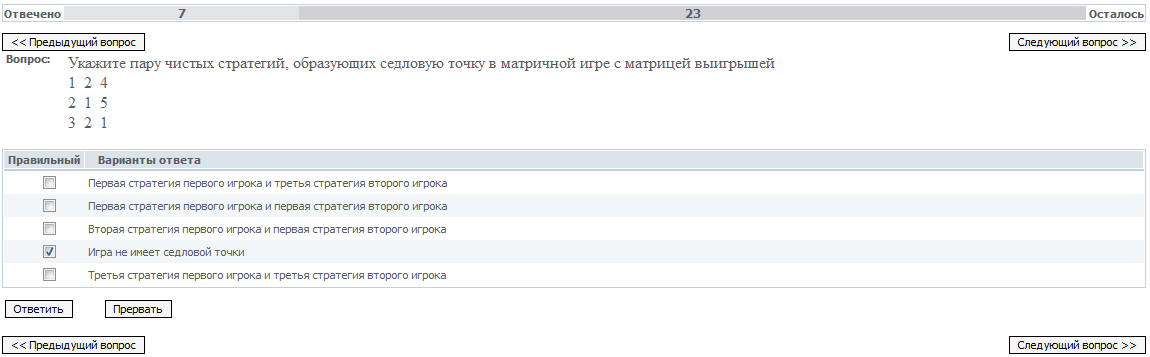 Отвечено 7 23 Осталось
<< Предыдущий вопрос Следующий вопрос >>
Вопрос: Укажите пару чистых стратегий, образующих седловую точку в матричной игре с матрицей выигрышей
1 2 4
2 1 5
3 2 1
Правильный Варианты ответа
Первая стратегия первого игрока и третья стратегия второго игрока
Первая стратегия первого игрока и первая стратегия второго игрока
Вторая стратегия первого игрока и первая стратегия второго игрока
Игра не имеет седловой точки
Третья стратегия первого игрока и третья стратегия второго игрока
Ответить Прервать
<< Предыдущий вопрос Следующий вопрос >>